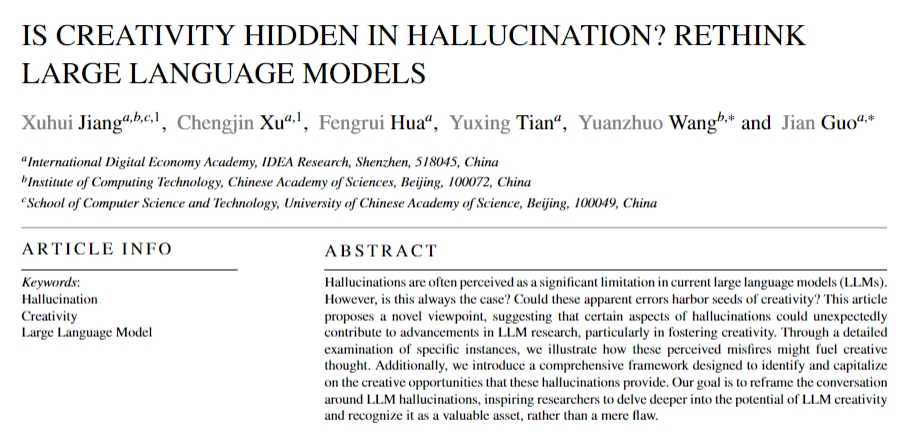 IS CREATIVITY HIDDEN IN HALLUCINATION? RETHINK
LARGE LANGUAGE MODELS
Xuhui Jiang^{a,b,c,1}, Chengjin Xu^{a,1}, Fengrui Hua^{a}, Yuxing Tian^{a}, Yuanzhuo Wang^{b,*} and Jian Guo^{a,*}
^{a}International Digital Economy Academy, IDEA Research, Shenzhen, 518045, China
^{b}Institute of Computing Technology, Chinese Academy of Sciences, Beijing, 100072, China
^{c}School of Computer Science and Technology, University of Chinese Academy of Science, Beijing, 100049, China
ARTICLE INFO
Keywords:
Hallucination
Creativity
Large Language Model
ABSTRACT
Hallucinations are often perceived as a significant limitation in current large language models (LLMs).
However, is this always the case? Could these apparent errors harbor seeds of creativity? This article
proposes a novel viewpoint, suggesting that certain aspects of hallucinations could unexpectedly
contribute to advancements in LLM research, particularly in fostering creativity. Through a detailed
examination of specific instances, we illustrate how these perceived misfires might fuel creative
thought. Additionally, we introduce a comprehensive framework designed to identify and capitalize
on the creative opportunities that these hallucinations provide. Our goal is to reframe the conversation
around LLM hallucinations, inspiring researchers to delve deeper into the potential of LLM creativity
and recognize it as a valuable asset, rather than a mere flaw.